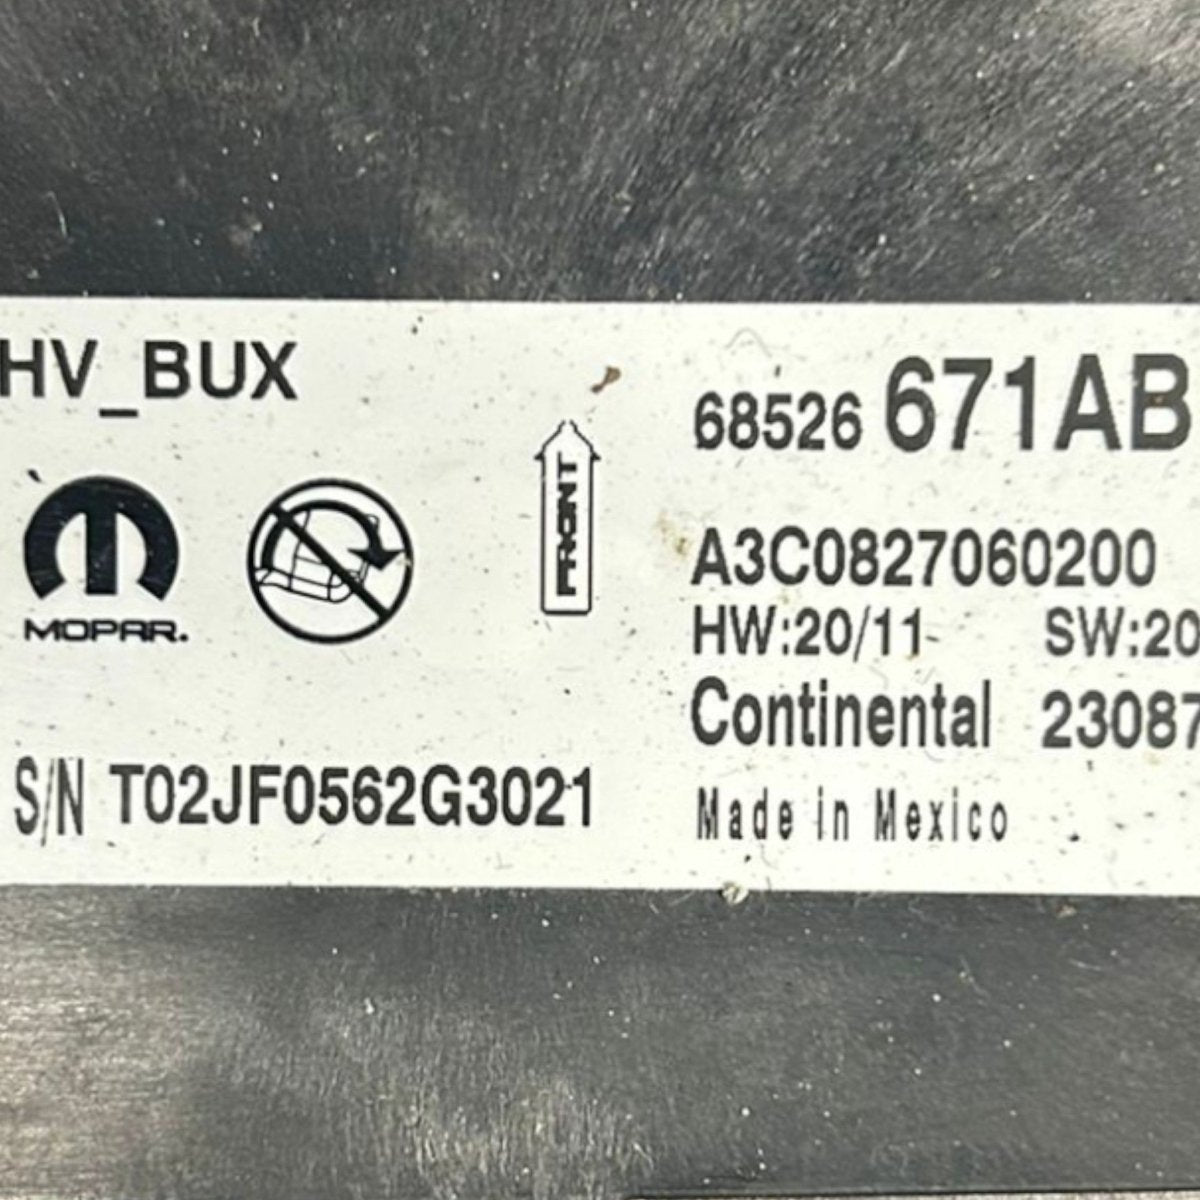 HV_BUX
68526 671AB
MOPAR.
FRONT
A3C0827060200
HW:20/11 SW:20
Continental 23087
S/N T02JF0562G3021
Made in Mexico